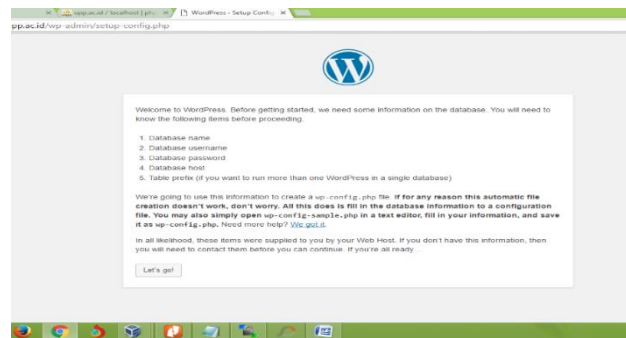 upp.ac.id / localhost | php
WordPress › Setup Config
pp.ac.id/wp-admin/setup-config.php
Welcome to WordPress. Before getting started, we need some information on the database. You will need to
know the following items before proceeding.
1. Database name
2. Database username
3. Database password
4. Database host
5. Table prefix (if you want to run more than one WordPress in a single database)
We're going to use this information to create a wp-config.php file. If for any reason this automatic file
creation doesn't work, don't worry. All this does is fill in the database information to a configuration
file. You may also simply open wp-config-sample.php in a text editor, fill in your information, and save
it as wp-config.php. Need more help? We got it.
In all likelihood, these items were supplied to you by your Web Host. If you don't have this information, then
you will need to contact them before you can continue. If you're all ready...
Let's go!